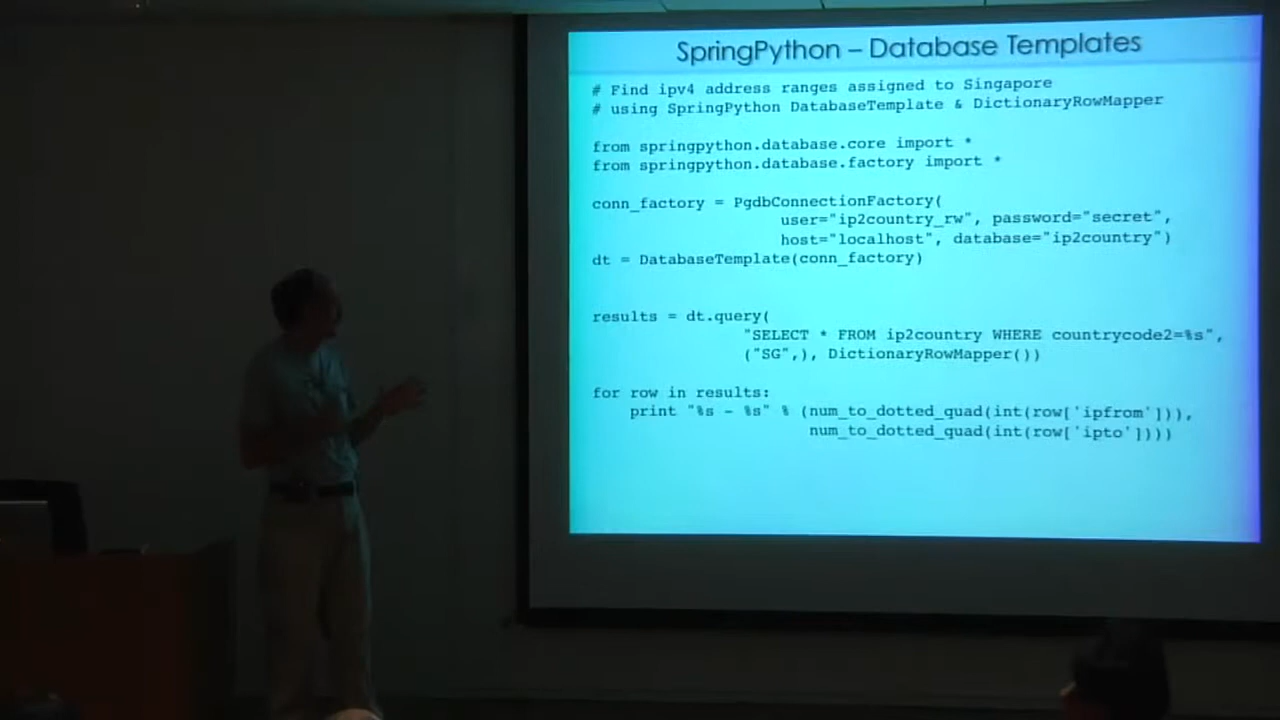 SpringPython – Database Templates
# Find ipv4 address ranges assigned to Singapore
# using SpringPython DatabaseTemplate & DictionaryRowMapper
from springpython.database.core import *
from springpython.database.factory import *
conn_factory = PgdbConnectionFactory(
user="ip2country_rw", password="secret",
host="localhost", database="ip2country")
dt = DatabaseTemplate(conn_factory)
results = dt.query(
"SELECT * FROM ip2country WHERE countrycode2=%s",
("SG",), DictionaryRowMapper())
for row in results:
print "%s - %s" % (num_to_dotted_quad(int(row['ipfrom'])),
num_to_dotted_quad(int(row['ipto'])))